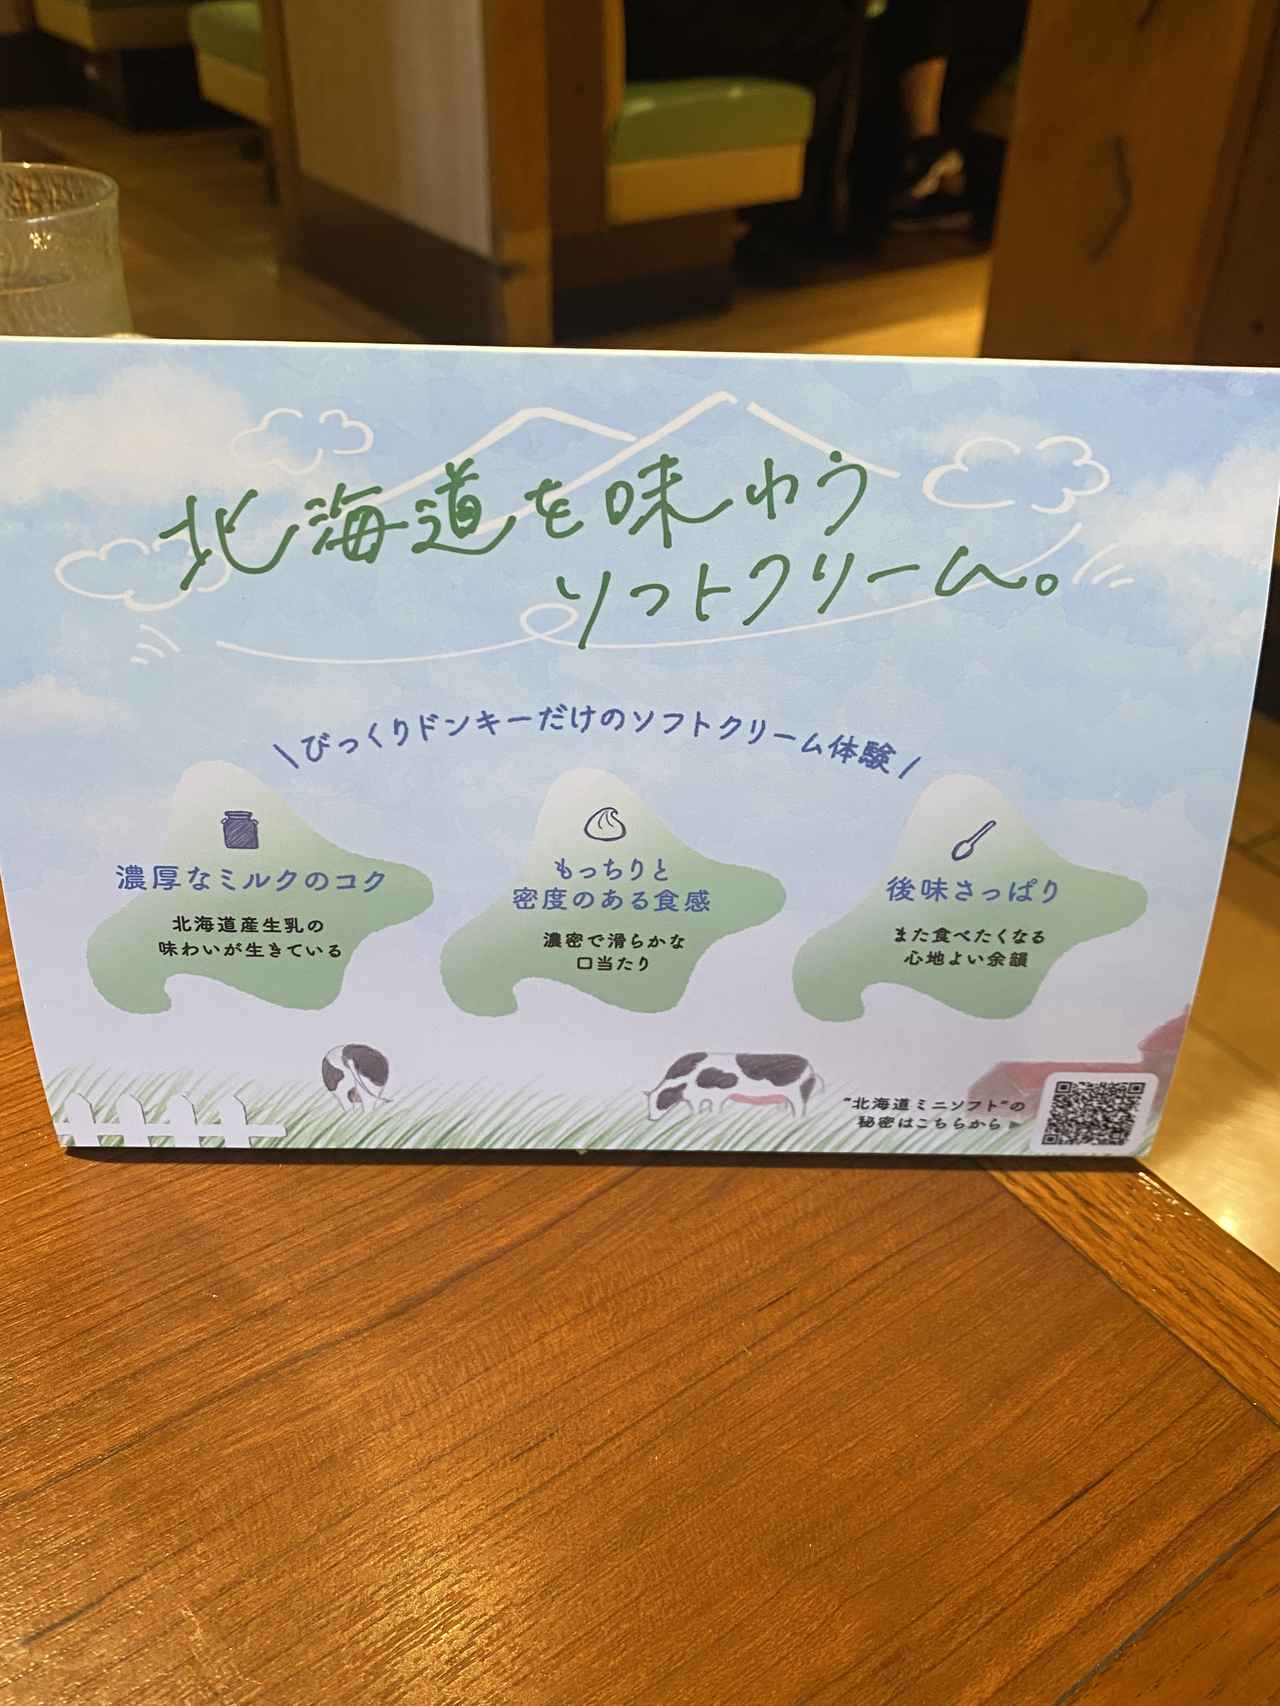 北海道を味わう
ソフトクリーム。
\びっくりドンキーだけのソフトクリーム体験/
濃厚なミルクのコク
北海道産生乳の
味わいが生きている
もっちりと
密度のある食感
濃密で滑らかな
口当たり
後味さっぱり
また食べたくなる
心地よい余韻
"北海道ミニソフト"の
秘密はこちらから▶